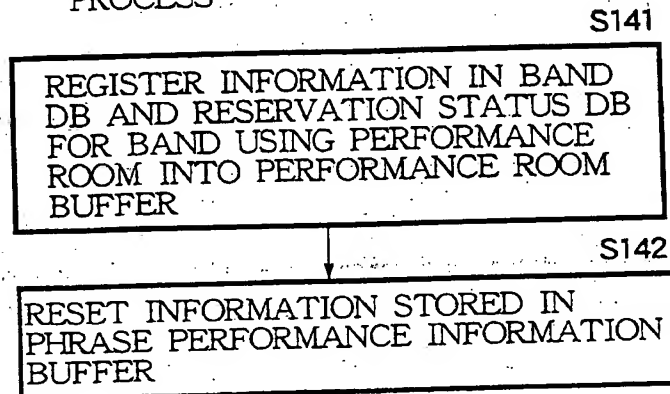 PROCESS
S141
REGISTER INFORMATION IN BAND
DB AND RESERVATION STATUS DB
FOR BAND USING PERFORMANCE
ROOM INTO PERFORMANCE ROOM
BUFFER
S142
RESET INFORMATION STORED IN
PHRASE PERFORMANCE INFORMATION
BUFFER